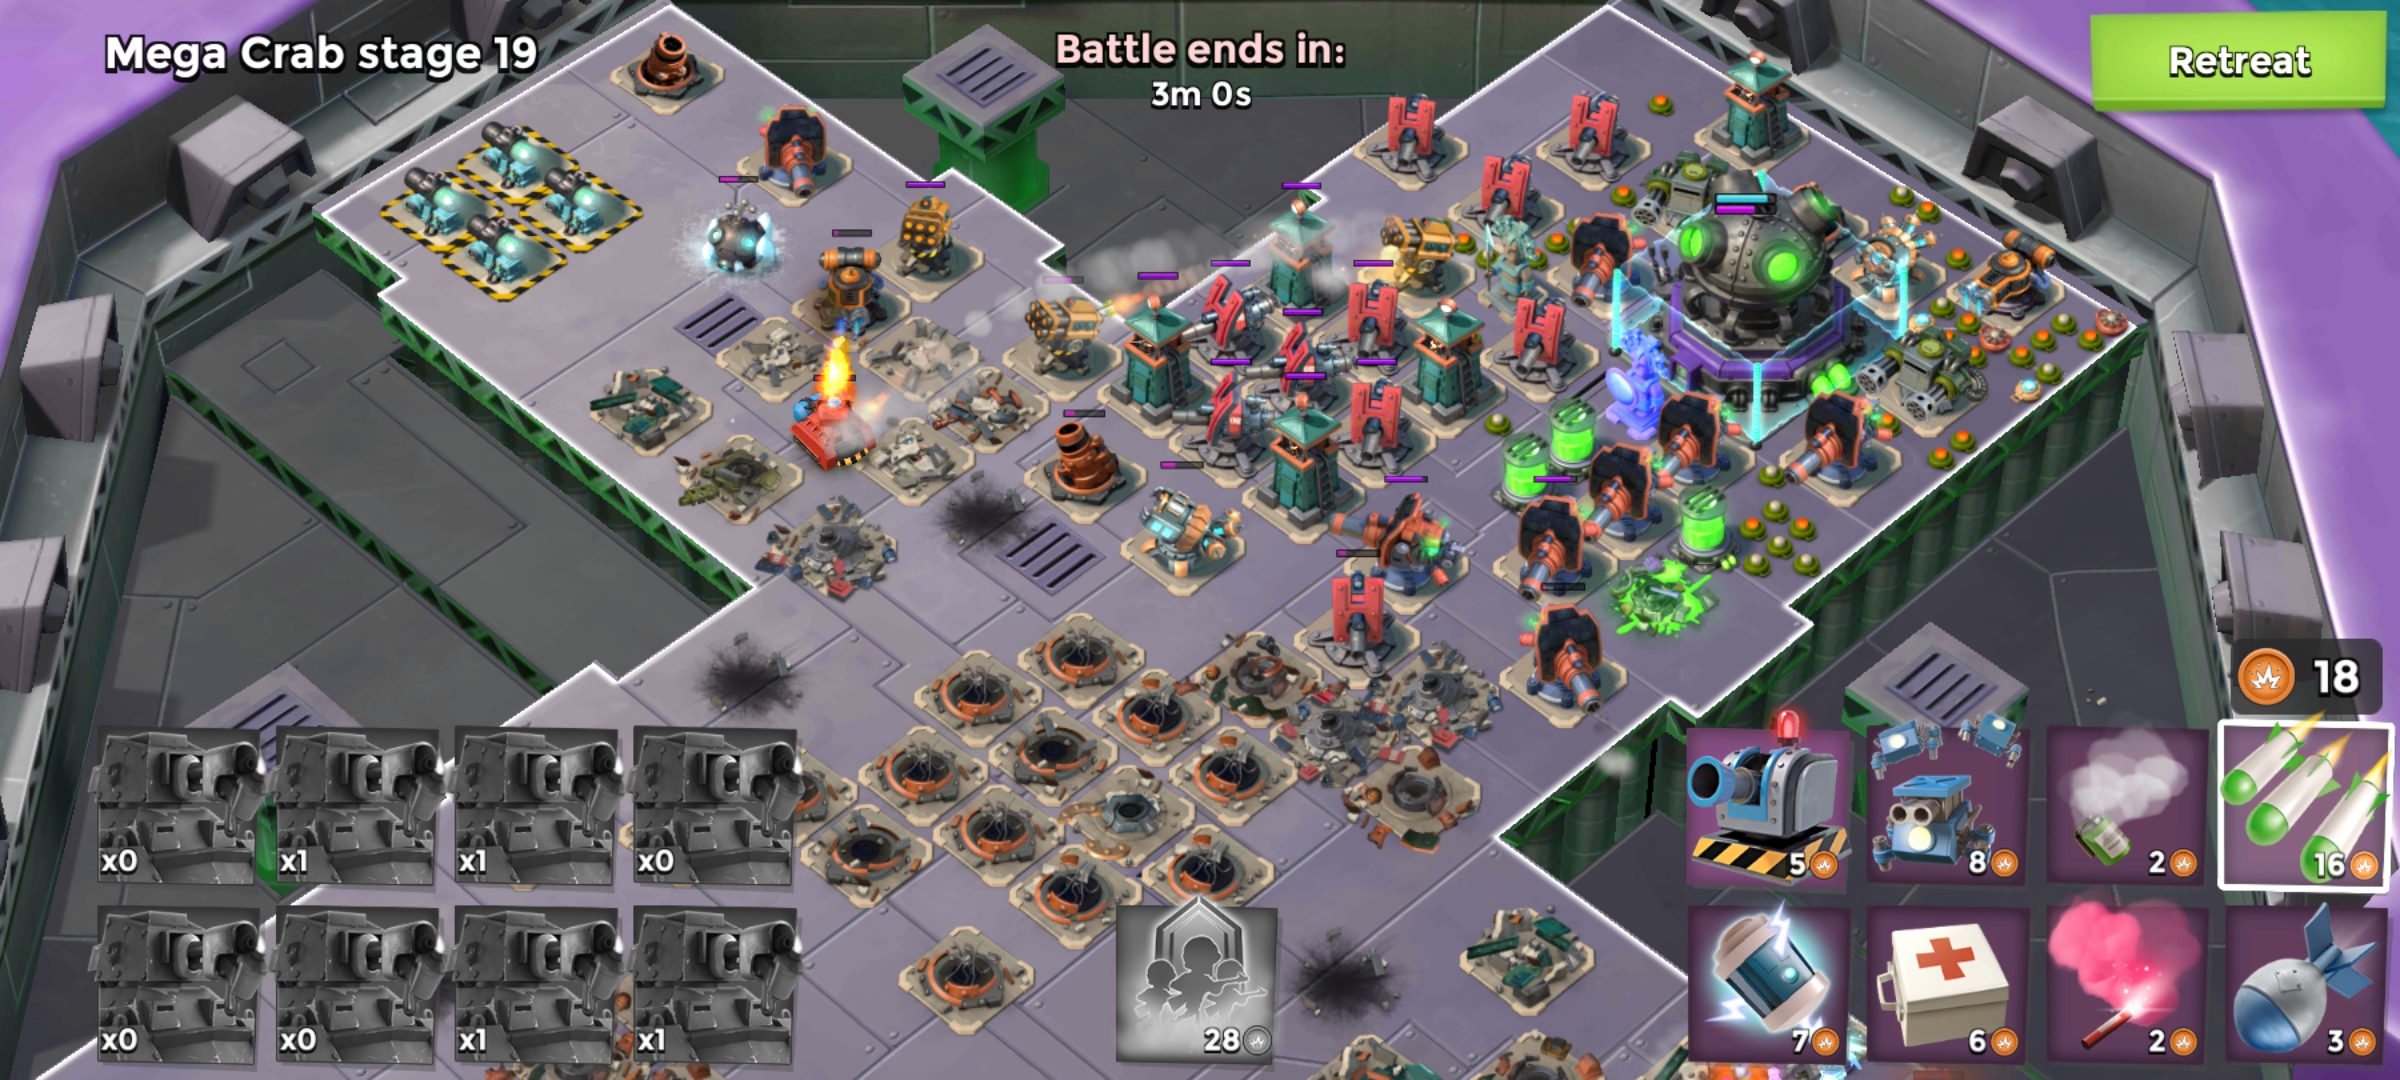 Mega Crab stage 19
Battle ends in:
3m 0s
Retreat
18
5
8
2
16
x0
x1
x1
x0
x0
x0
x1
x1
28
7
6
2
3